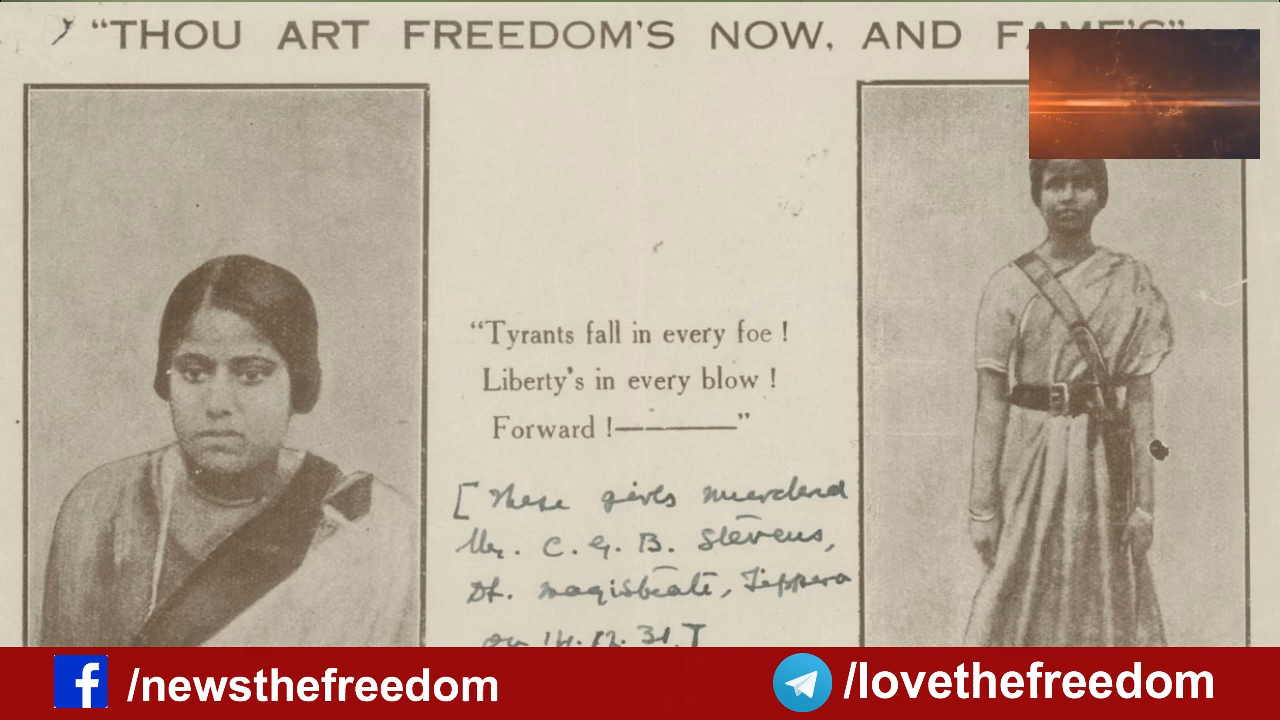 "THOU ART FREEDOM'S NOW, AND FAME'S"
"Tyrants fall in every foe !
Liberty's in every blow !
Forward !————"
[These girls murdered
Mr. C. G. B. Stevens,
Dt. Magistrate, Tippera
on 14.12.31.]
/newsthefreedom
/lovethefreedom